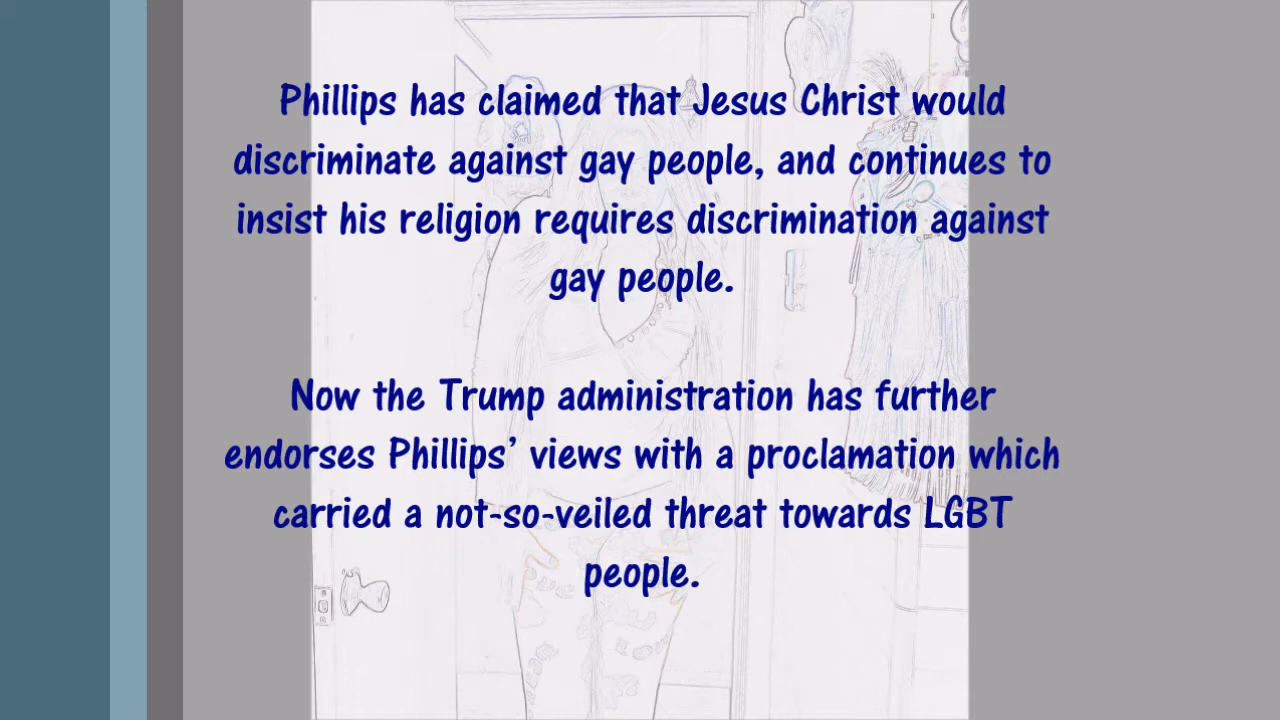 Phillips has claimed that Jesus Christ would
discriminate against gay people, and continues to
insist his religion requires discrimination against
gay people.
Now the Trump administration has further
endorses Phillips’ views with a proclamation which
carried a not-so-veiled threat towards LGBT
people.